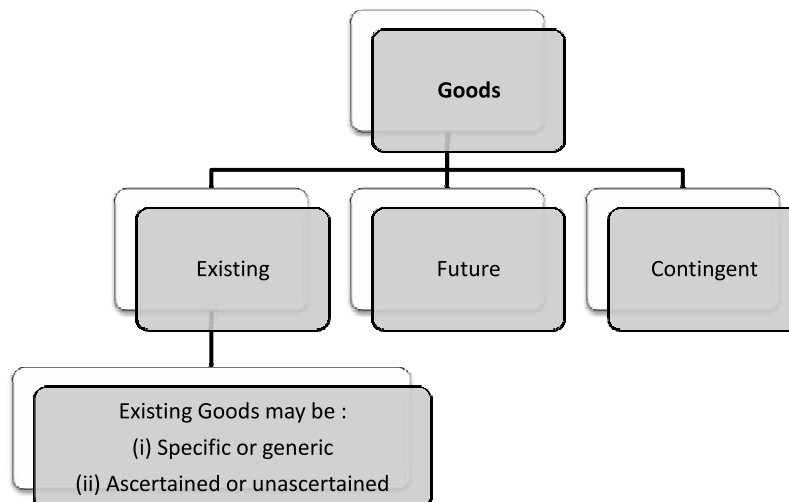 Goods
Existing
Future
Contingent
Existing Goods may be :
(i) Specific or generic
(ii) Ascertained or unascertained